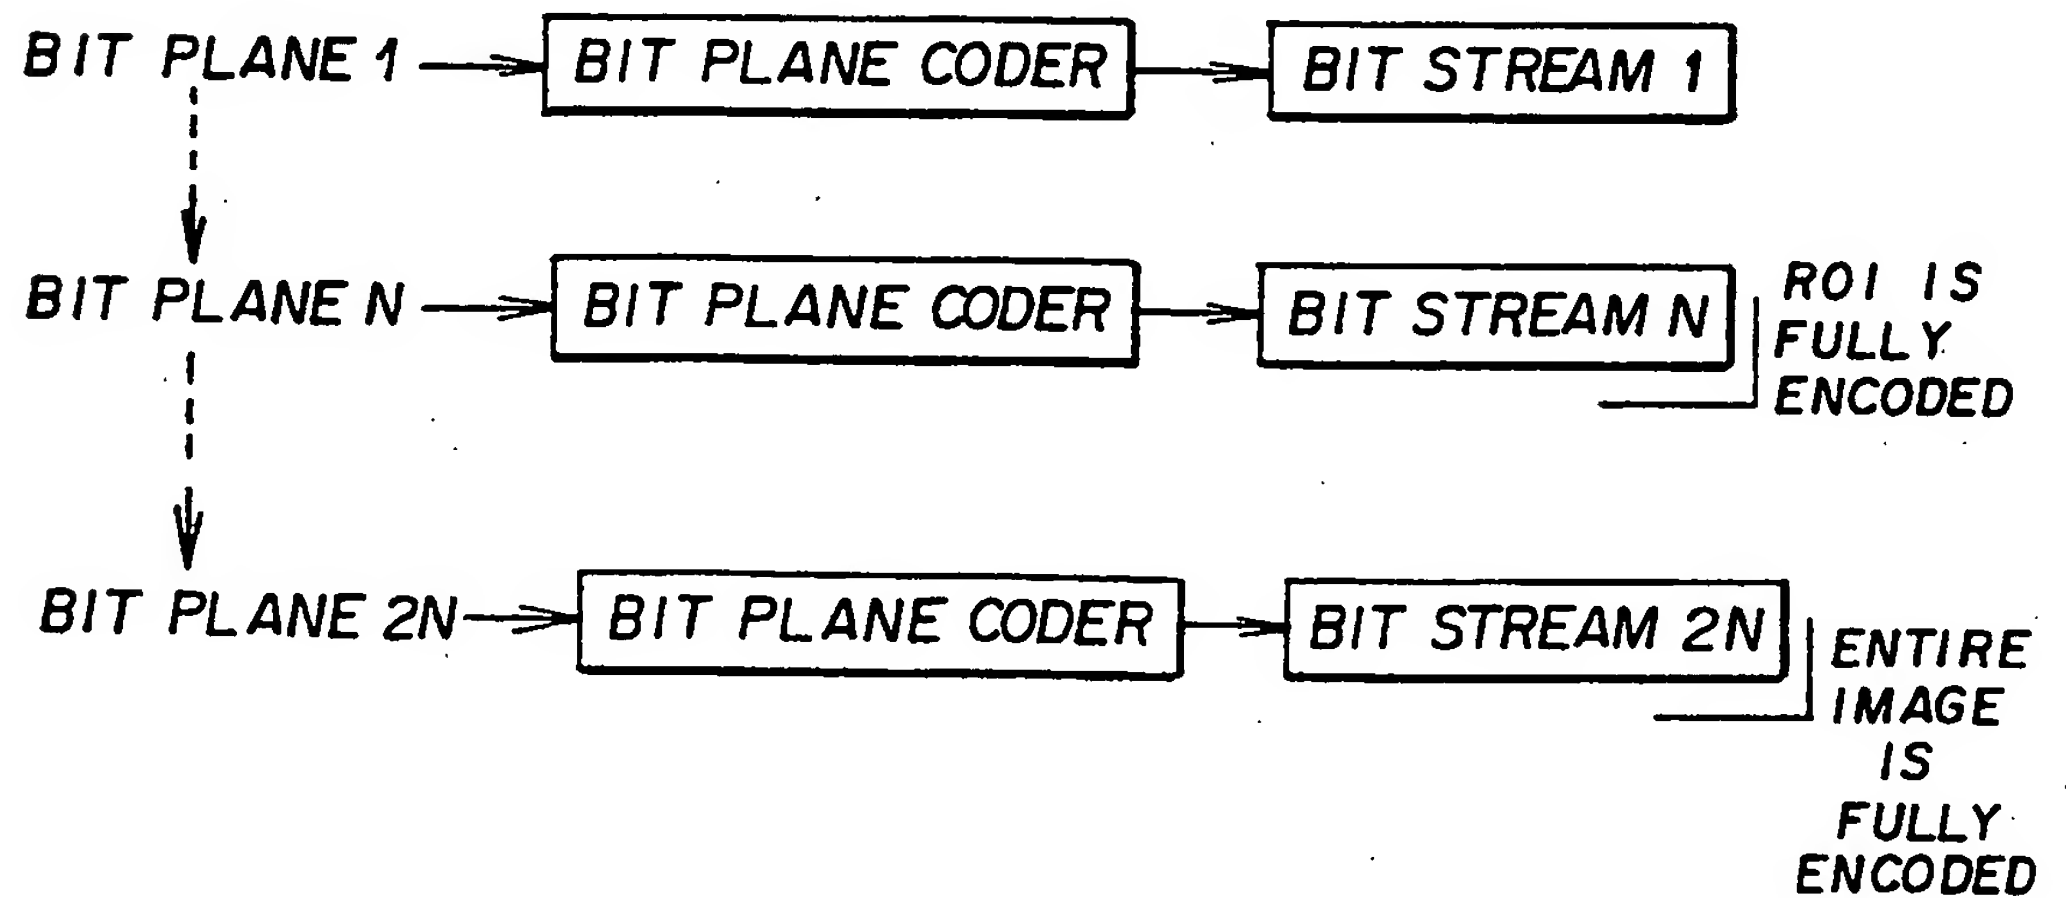 BIT PLANE 1
BIT PLANE CODER
BIT STREAM 1
BIT PLANE N
BIT PLANE CODER
BIT STREAM N
ROI IS
FULLY
ENCODED
BIT PLANE 2N
BIT PLANE CODER
BIT STREAM 2N
ENTIRE
IMAGE
IS
FULLY
ENCODED